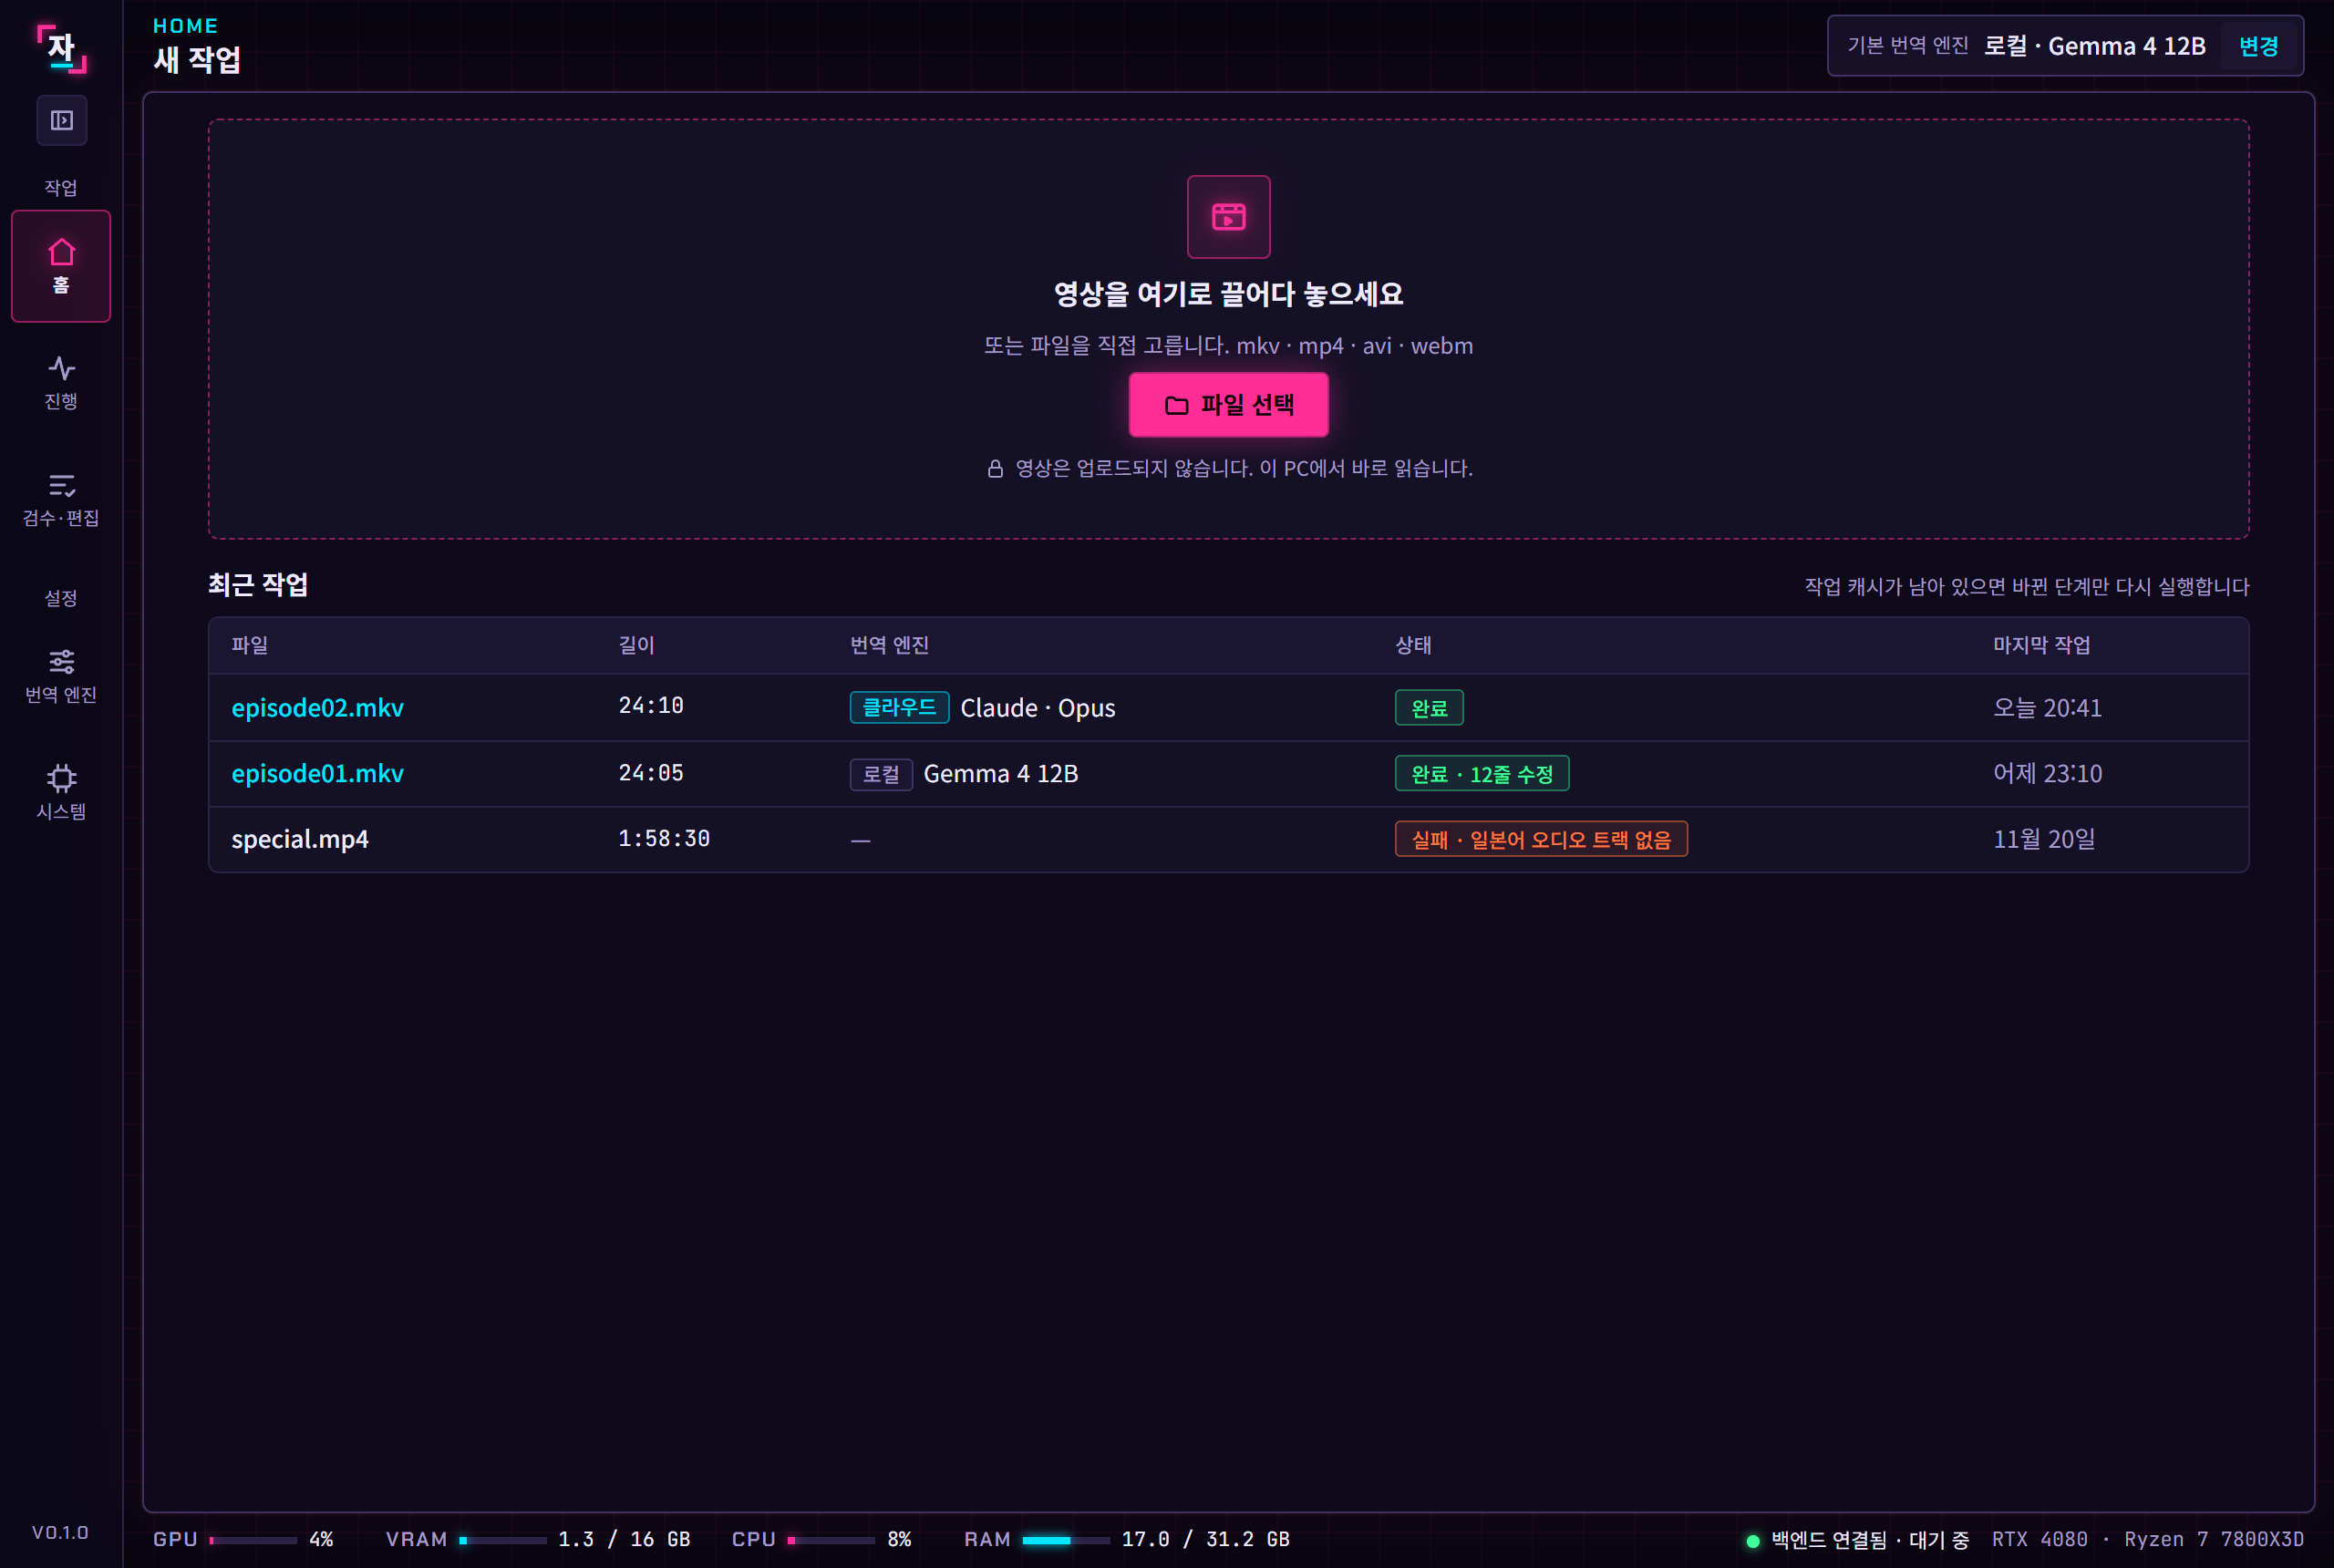 자
작업
홈
진행
검수·편집
설정
번역 엔진
시스템
V0.1.0
HOME
새 작업
기본 번역 엔진 로컬 · Gemma 4 12B 변경
영상을 여기로 끌어다 놓으세요
또는 파일을 직접 고릅니다. mkv · mp4 · avi · webm
파일 선택
영상은 업로드되지 않습니다. 이 PC에서 바로 읽습니다.
최근 작업 작업 캐시가 남아 있으면 바뀐 단계만 다시 실행합니다
파일 길이 번역 엔진 상태 마지막 작업
episode02.mkv 24:10 클라우드 Claude · Opus 완료 오늘 20:41
episode01.mkv 24:05 로컬 Gemma 4 12B 완료 · 12줄 수정 어제 23:10
special.mp4 1:58:30 — 실패 · 일본어 오디오 트랙 없음 11월 20일
GPU 4% VRAM 1.3 / 16 GB CPU 8% RAM 17.0 / 31.2 GB 백엔드 연결됨 · 대기 중 RTX 4080 · Ryzen 7 7800X3D